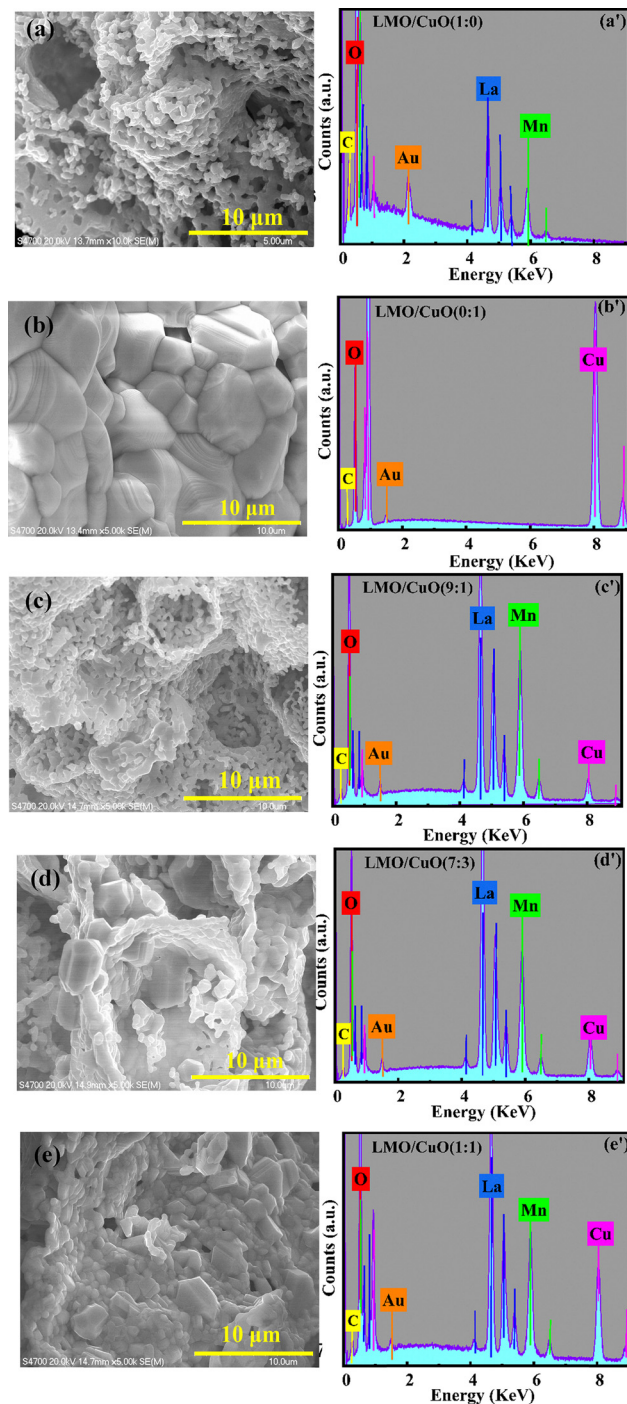 (a)
10 µm
S4700 20.0kV 13.7mm x10.0k SE(M) 5.00um
LMO/CuO(1:0) (a')
O
La
Mn
C
Au
Counts (a.u.)
0 2 4 6 8
Energy (KeV)
(b)
10 µm
S4700 20.0kV 13.4mm x5.00k SE(M) 10.0um
LMO/CuO(0:1) (b')
O
Cu
C
Au
Counts (a.u.)
0 2 4 6 8
Energy (KeV)
(c)
10 µm
S4700 20.0kV 14.7mm x5.00k SE(M) 10.0um
LMO/CuO(9:1) (c')
O
La
Mn
C
Au
Cu
Counts (a.u.)
0 2 4 6 8
Energy (KeV)
(d)
10 µm
S4700 20.0kV 14.9mm x5.00k SE(M) 10.0um
LMO/CuO(7:3) (d')
O
La
Mn
C
Au
Cu
Counts (a.u.)
0 2 4 6 8
Energy (KeV)
(e)
10 µm
S4700 20.0kV 14.7mm x5.00k SE(M) 10.0um
LMO/CuO(1:1) (e')
O
La
Mn
Cu
C
Au
Counts (a.u.)
0 2 4 6 8
Energy (KeV)